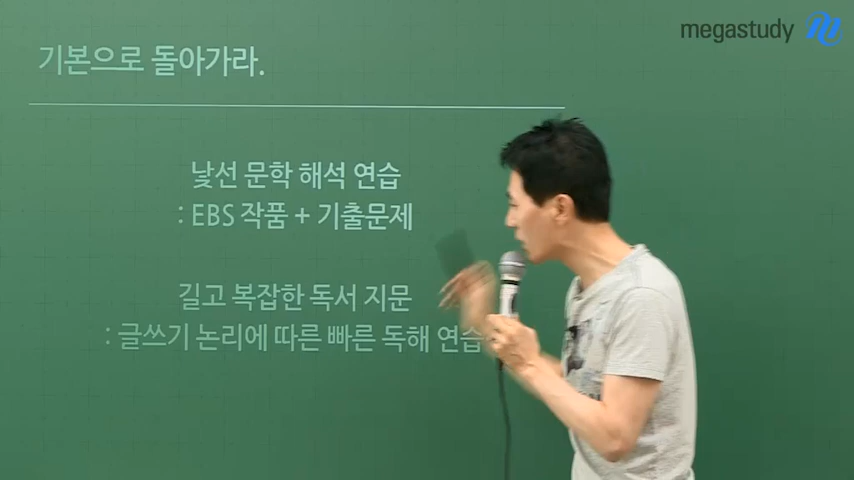 megastudy
기본으로 돌아가라.
낯선 문학 해석 연습
: EBS 작품 + 기출문제
길고 복잡한 독서 지문
: 글쓰기 논리에 따른 빠른 독해 연습